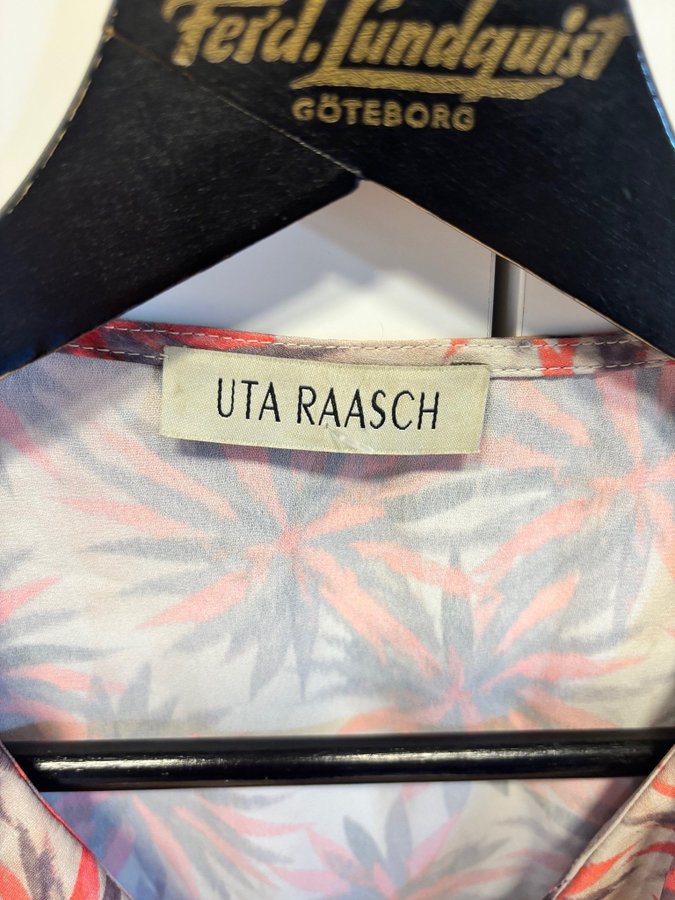 Ferd. Lundquist
GÖTEBORG
UTA RAASCH